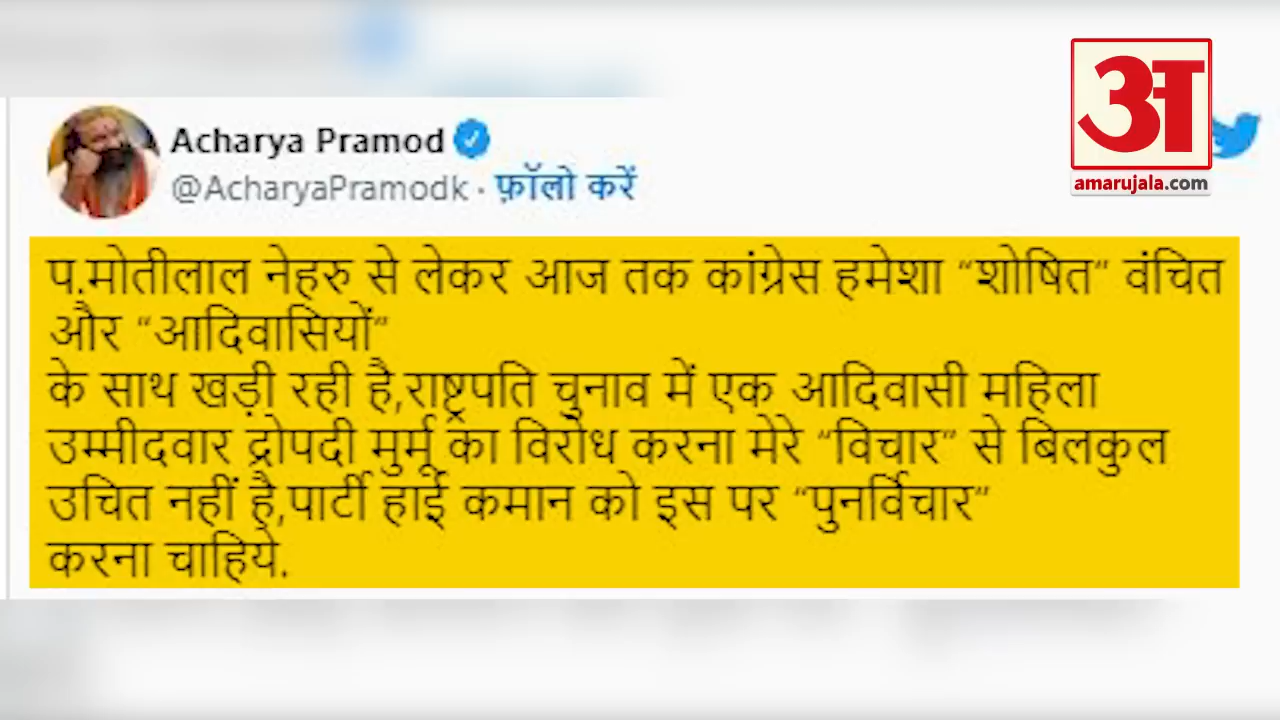 Acharya Pramod
@AcharyaPramodk · फ़ॉलो करें
अ
amarujala.com
प.मोतीलाल नेहरु से लेकर आज तक कांग्रेस हमेशा “शोषित” वंचित
और “आदिवासियों”
के साथ खड़ी रही है,राष्ट्रपति चुनाव में एक आदिवासी महिला
उम्मीदवार द्रोपदी मुर्मू का विरोध करना मेरे “विचार” से बिलकुल
उचित नहीं है,पार्टी हाई कमान को इस पर “पुनर्विचार”
करना चाहिये.